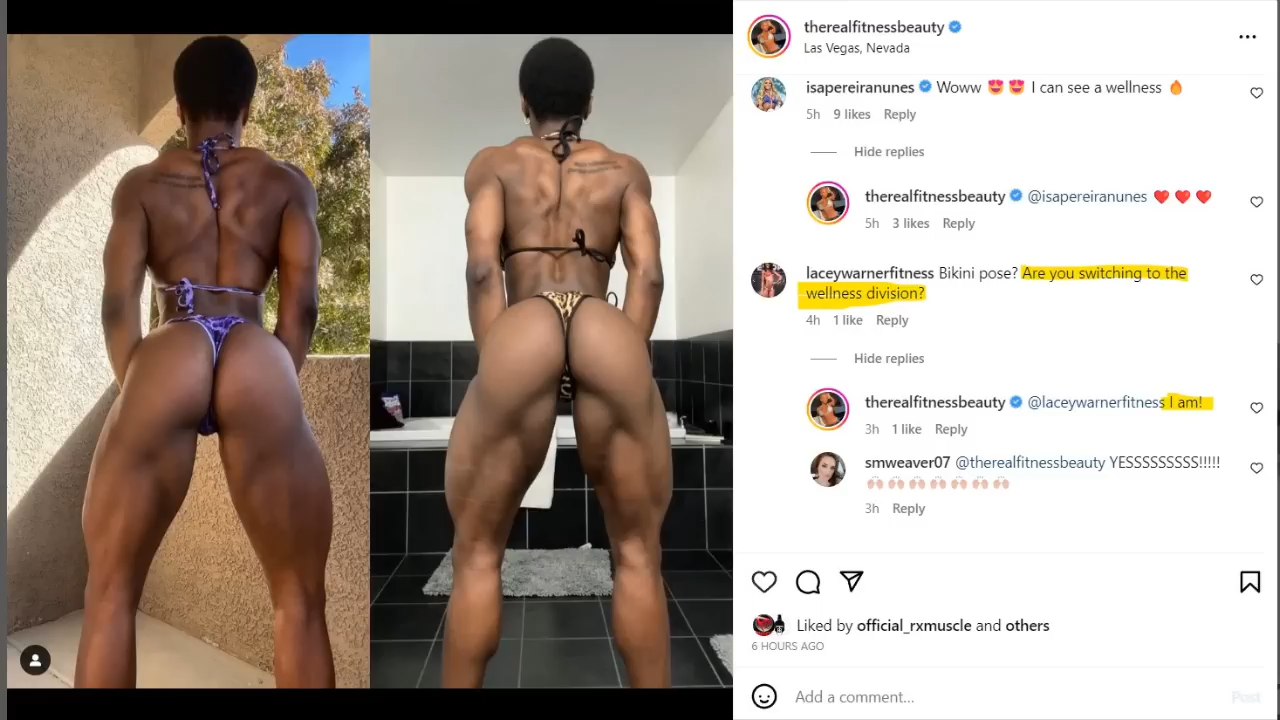 therealfitnessbeauty
Las Vegas, Nevada
isapereiranunes Woww 😍 😍 I can see a wellness 🔥
5h 9 likes Reply
Hide replies
therealfitnessbeauty @isapereiranunes ❤️ ❤️ ❤️
5h 3 likes Reply
laceywarnerfitness Bikini pose? Are you switching to the
wellness division?
4h 1 like Reply
Hide replies
therealfitnessbeauty @laceywarnerfitness I am!
3h 1 like Reply
smweaver07 @therealfitnessbeauty YESSSSSSSSS!!!!!
🙌🏻 🙌🏻 🙌🏻 🙌🏻 🙌🏻 🙌🏻 🙌🏻
3h Reply
Liked by official_rxmuscle and others
6 HOURS AGO
Add a comment...
Post